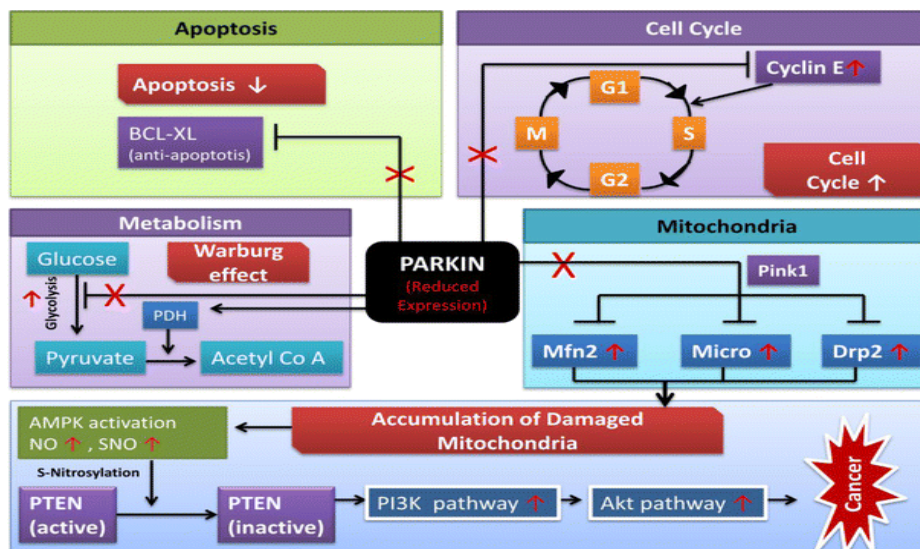 Apoptosis
Apoptosis ↓
BCL-XL
(anti-apoptotis)
Cell Cycle
Cyclin E ↑
G1
M
S
G2
Cell
Cycle ↑
Metabolism
Glucose
Warburg
effect
↑
Glycolysis
PDH
Pyruvate
Acetyl Co A
PARKIN
(Reduced
Expression)
Mitochondria
Pink1
Mfn2 ↑
Micro ↑
Drp2 ↑
AMPK activation
NO ↑ , SNO ↑
Accumulation of Damaged
Mitochondria
S-Nitrosylation
PTEN
(active)
PTEN
(inactive)
PI3K pathway ↑
Akt pathway ↑
Cancer